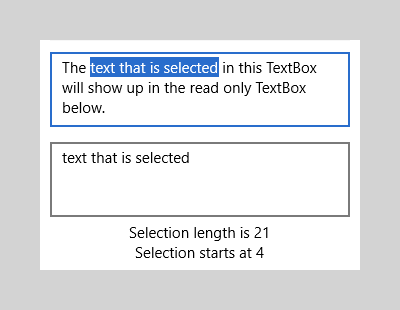 The text that is selected in this TextBox
will show up in the read only TextBox
below.
text that is selected
Selection length is 21
Selection starts at 4